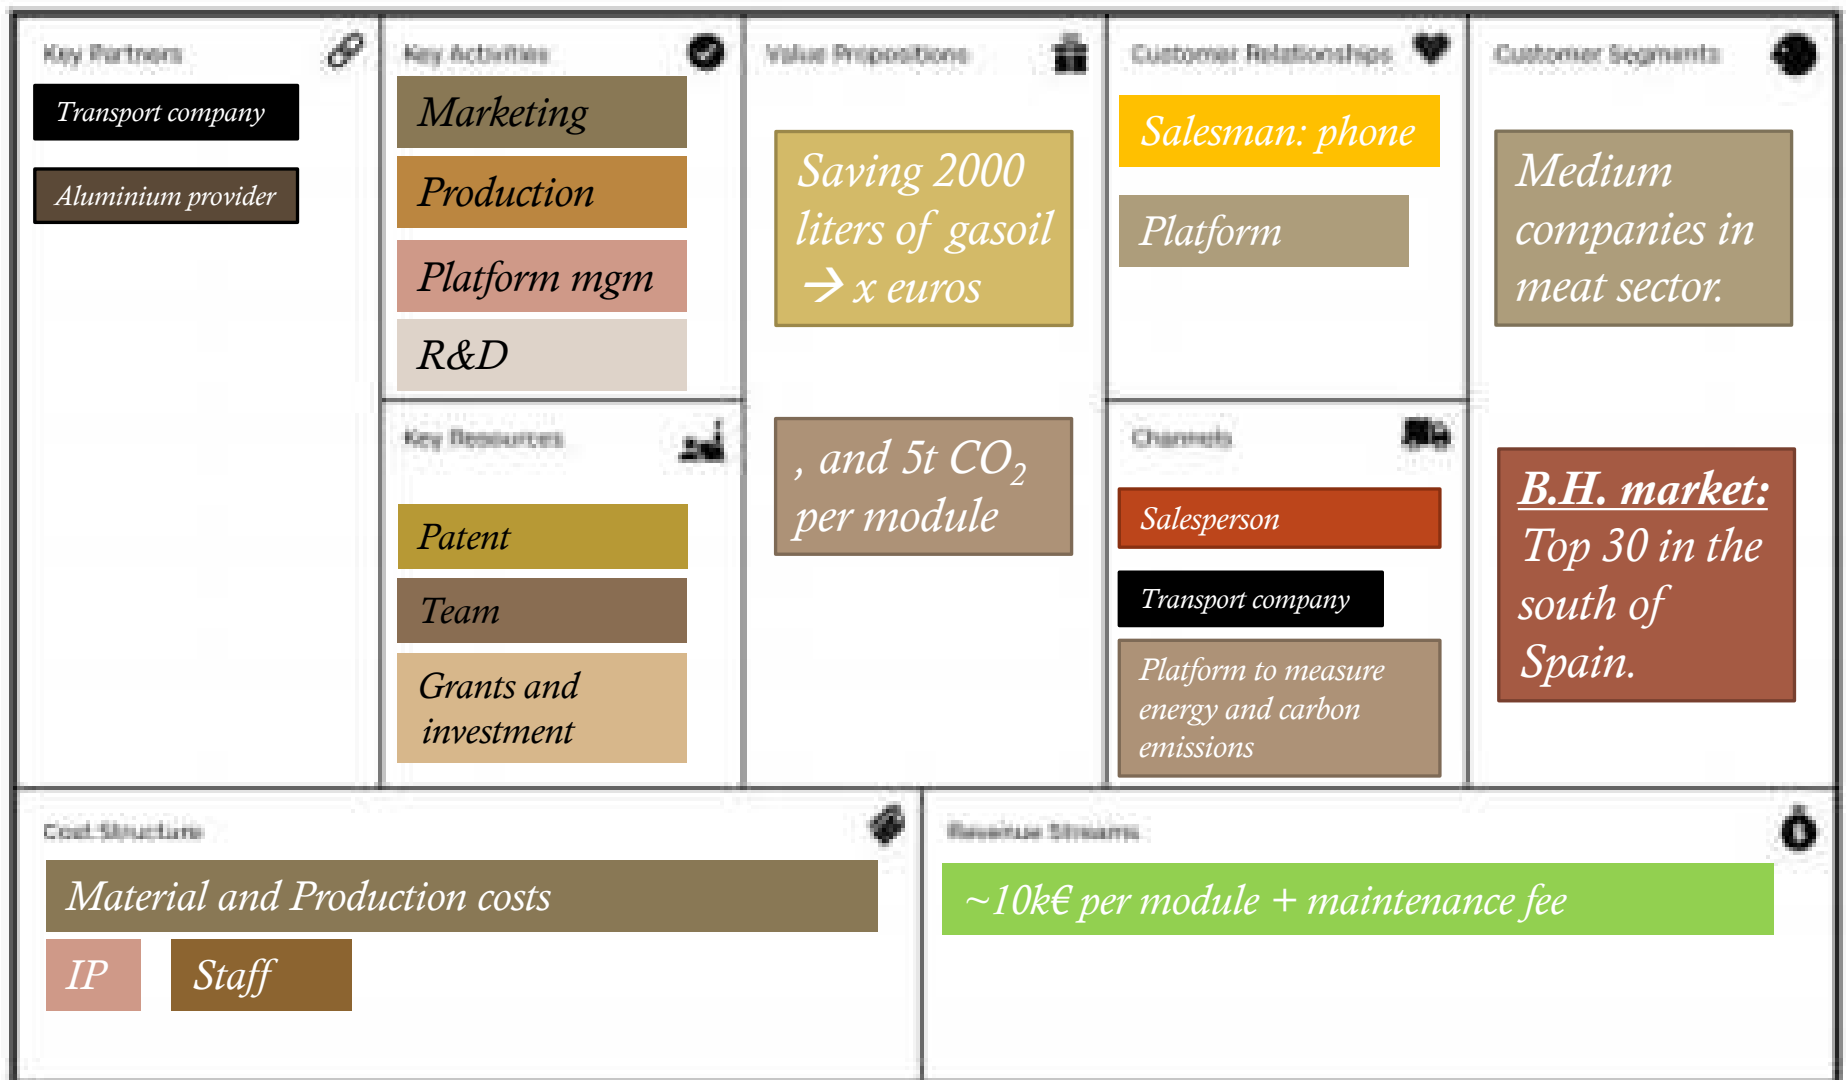 Key Partners
Transport company
Aluminium provider
Key Activities
Marketing
Production
Platform mgm
R&D
Key Resources
Patent
Team
Grants and
investment
Value Propositions
Saving 2000
liters of gasoil
→ x euros
, and 5t CO₂
per module
Customer Relationships
Salesman: phone
Platform
Channels
Salesperson
Transport company
Platform to measure
energy and carbon
emissions
Customer Segments
Medium
companies in
meat sector.
B.H. market:
Top 30 in the
south of
Spain.
Cost Structure
Material and Production costs
IP
Staff
Revenue Streams
~10k€ per module + maintenance fee